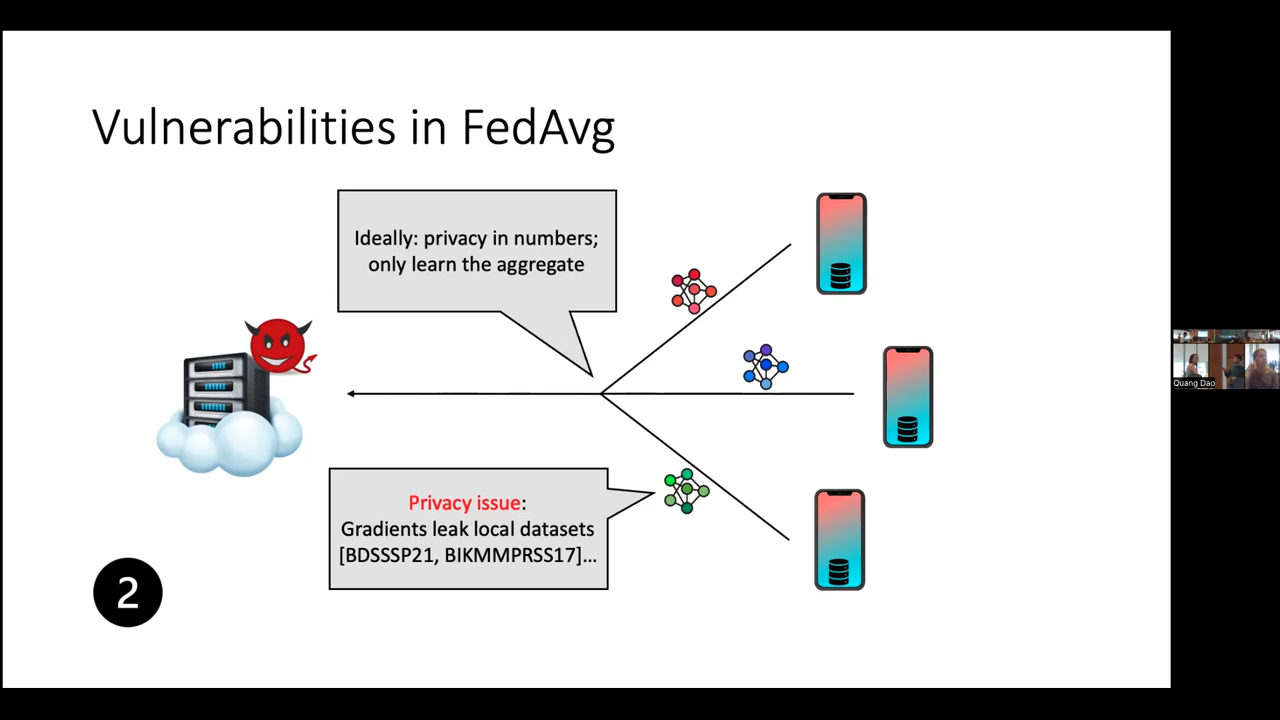 Vulnerabilities in FedAvg
Ideally: privacy in numbers;
only learn the aggregate
Privacy issue:
Gradients leak local datasets
[BDSSSP21, BIKMMPRSS17]...
2
Quang Dao